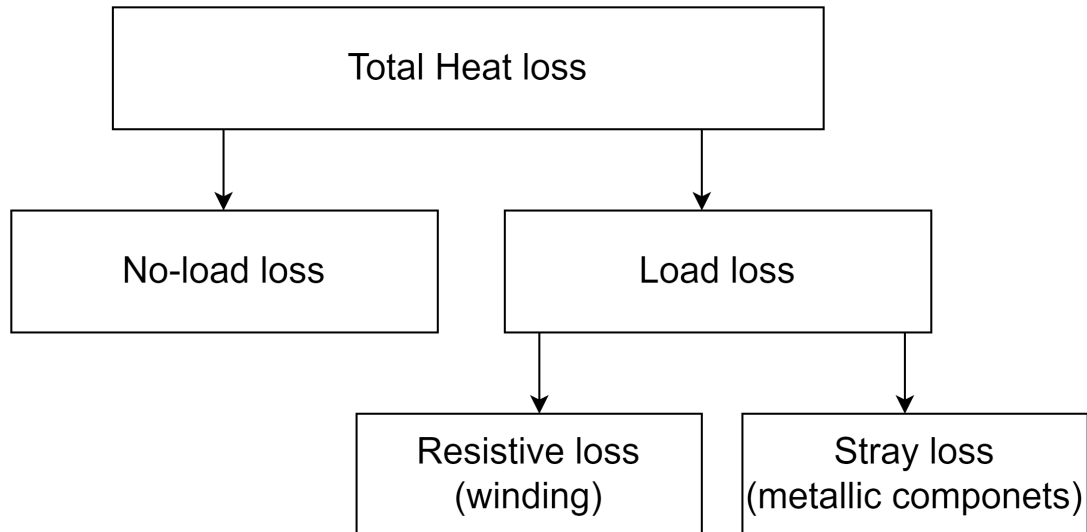 Total Heat loss
No-load loss
Load loss
Resistive loss
(winding)
Stray loss
(metallic componets)